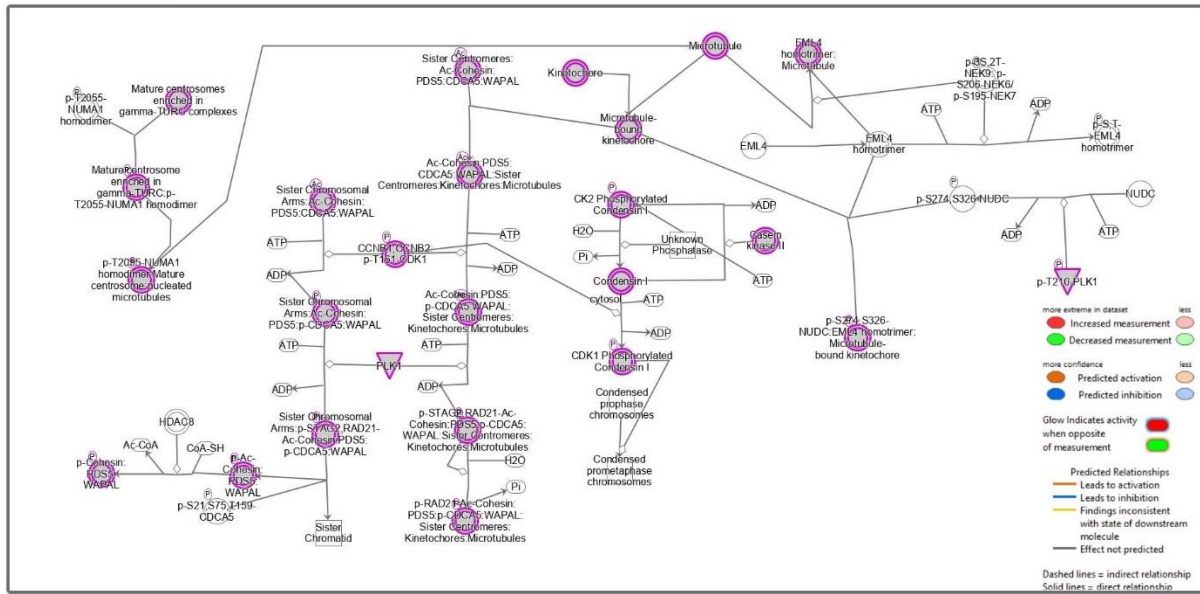 Ac
Sister Centromeres:
Ac-Cohesin:
PDS5:CDCA5:WAPAL
Microtubule
EML4
homotrimer:
Microtubule
Kinetochore
NEK9: p-
S206-NEK6/
p-S195-NEK7
P
p-T2055-
NUMA1
homodimer
Mature centrosomes
enriched in
gamma-TURC complexes
ATP
ADP
P
p-S,T-
EML4
homotrimer
Microtubule-
bound
kinetochore
EML4
EML4
homotrimer
Mature centrosome
enriched in
gamma-TURC:p-
T2055-NUMA1 homodimer
Ac
Ac-Cohesin:PDS5:
CDCA5:WAPAL:Sister
Centromeres:Kinetochores:Microtubules
Ac
Sister Chromosomal
Arms:Ac-Cohesin:
PDS5:CDCA5:WAPAL
P
CK2 Phosphorylated
Condensin I
ADP
P
p-S274,S326-NUDC
NUDC
H2O
Unknown
Phosphatase
Casein
kinase II
ATP
ATP
CCNB1,CCNB2:
p-T161-CDK1
Pi
ATP
ADP
ATP
p-T2055-NUMA1
homodimer:Mature
centrosome-nucleated
microtubules
ADP
ADP
Condensin I
P
p-T210-PLK1
cytosol
ATP
P
Sister Chromosomal
Arms:Ac-Cohesin:
PDS5:p-CDCA5:WAPAL
Ac-Cohesin:PDS5:
p-CDCA5:WAPAL:
Sister Centromeres:
Kinetochores:Microtubules
ADP
P
p-S274,S326-
NUDC:EML4 homotrimer:
Microtubule-
bound kinetochore
ATP
ATP
P
CDK1 Phosphorylated
Condensin I
PLK1
ADP
ADP
Condensed
prophase
chromosomes
Sister Chromosomal
Arms:p-STAG2,RAD21-
Ac-Cohesin:PDS5:
p-CDCA5:WAPAL
p-STAG2,RAD21-Ac-
Cohesin:PDS5:p-CDCA5:
WAPAL:Sister Centromeres:
Kinetochores:Microtubules
HDAC8
Ac-CoA
CoA-SH
P
p-Cohesin:
PDS5:
WAPAL
P
p-Ac-
Cohesin:
PDS5:
WAPAL
H2O
Condensed
prometaphase
chromosomes
Pi
P
p-S21,S75,T159-
CDCA5
Sister
Chromatid
p-RAD21-Ac-Cohesin:
PDS5:p-CDCA5:WAPAL:
Sister Centromeres:
Kinetochores:Microtubules
more extreme in dataset less
Increased measurement
Decreased measurement
more confidence less
Predicted activation
Predicted inhibition
Glow Indicates activity
when opposite
of measurement
Predicted Relationships
Leads to activation
Leads to inhibition
Findings inconsistent
with state of downstream
molecule
Effect not predicted
Dashed lines = indirect relationship
Solid lines = direct relationship